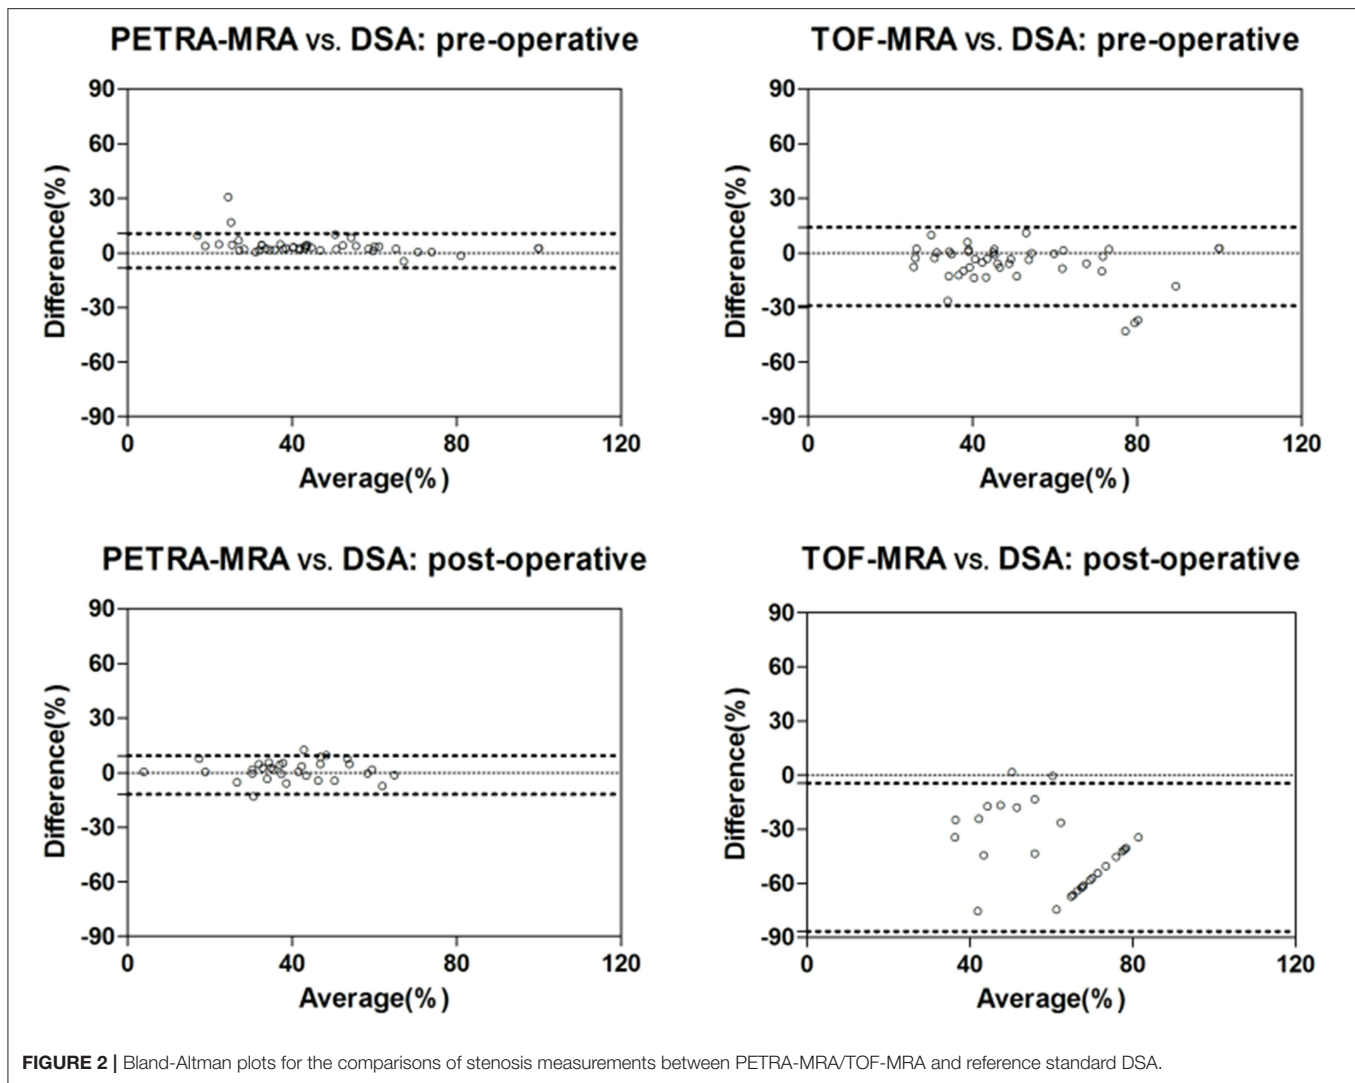 PETRA-MRA vs. DSA: pre-operative
90
60
30
0
-30
-60
-90
Difference(%)
0 40 80 120
Average(%)
TOF-MRA vs. DSA: pre-operative
90
60
30
0
-30
-60
-90
Difference(%)
0 40 80 120
Average(%)
PETRA-MRA vs. DSA: post-operative
90
60
30
0
-30
-60
-90
Difference(%)
0 40 80 120
Average(%)
TOF-MRA vs. DSA: post-operative
90
60
30
0
-30
-60
-90
Difference(%)
0 40 80 120
Average(%)
FIGURE 2 | Bland-Altman plots for the comparisons of stenosis measurements between PETRA-MRA/TOF-MRA and reference standard DSA.